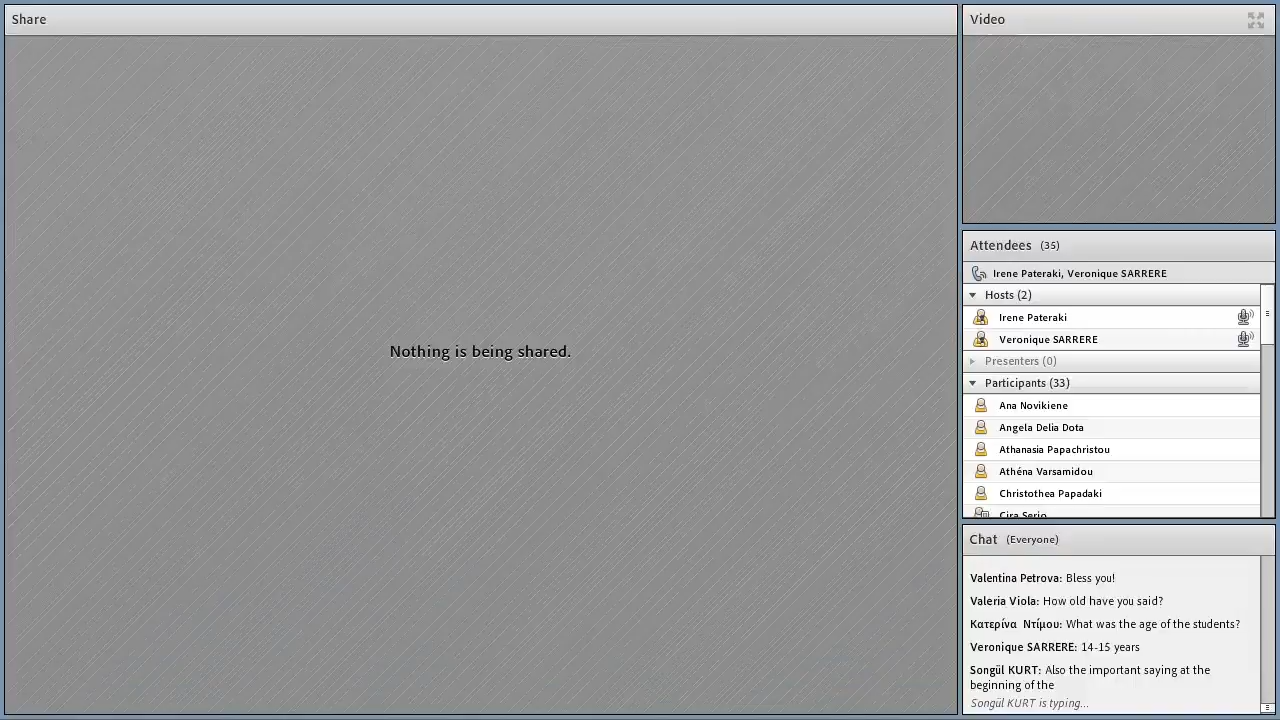 Share
Nothing is being shared.
Video
Attendees (35)
Irene Pateraki, Veronique SARRERE
Hosts (2)
Irene Pateraki
Veronique SARRERE
Presenters (0)
Participants (33)
Ana Novikiene
Angela Delia Dota
Athanasia Papachristou
Athéna Varsamidou
Christothea Papadaki
Cira Serio
Chat (Everyone)
Valentina Petrova: Bless you!
Valeria Viola: How old have you said?
Κατερίνα Ντίμου: What was the age of the students?
Veronique SARRERE: 14-15 years
Songül KURT: Also the important saying at the
beginning of the
Songül KURT is typing...